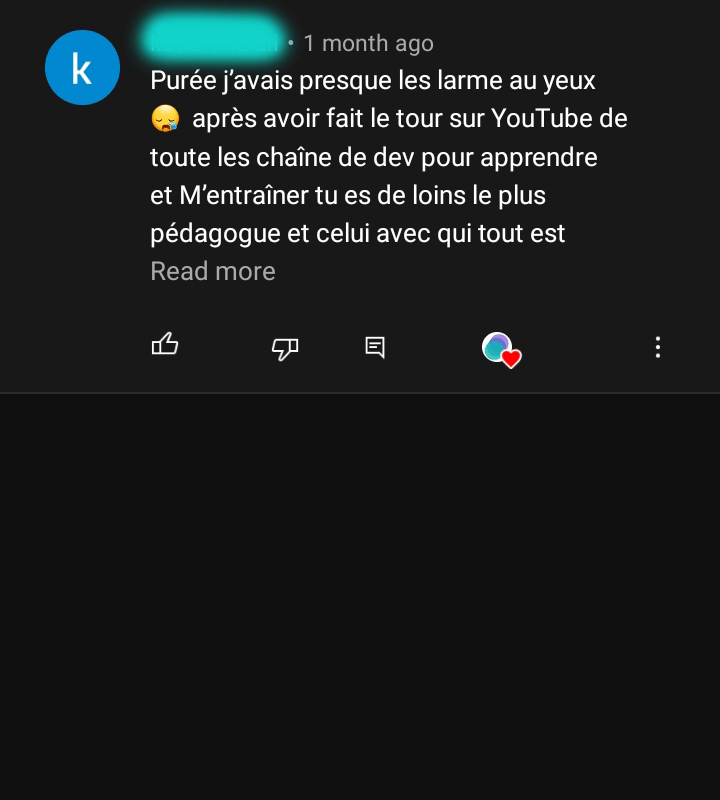 k
• 1 month ago
Purée j’avais presque les larme au yeux
😪 après avoir fait le tour sur YouTube de
toute les chaîne de dev pour apprendre
et M’entraîner tu es de loins le plus
pédagogue et celui avec qui tout est
Read more